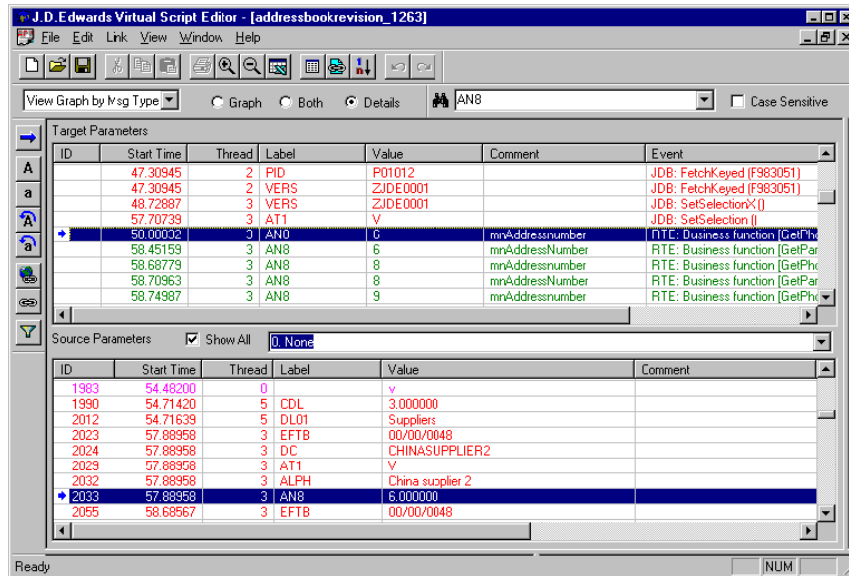 J.D.Edwards Virtual Script Editor - [addressbookrevision_1263]
File Edit Link View Window Help
View Graph by Msg Type Graph Both Details AN8 Case Sensitive
Target Parameters
ID Start Time Thread Label Value Comment Event
47.30945 2 PID P01012 JDB: FetchKeyed (F983051)
47.30945 2 VERS ZJDE0001 JDB: FetchKeyed (F983051)
48.72887 3 VERS ZJDE0001 JDB: SetSelectionX ()
57.70739 3 AT1 V JDB: SetSelection ()
3 6 mnAddressnumber RTE: Business function [GetPho
58.45159 3 AN8 6 mnAddressNumber RTE: Business function [GetPar
58.68779 3 AN8 8 mnAddressnumber RTE: Business function [GetPho
58.70963 3 AN8 8 mnAddressNumber RTE: Business function [GetPar
58.74987 3 AN8 9 mnAddressnumber RTE: Business function [GetPho
Source Parameters Show All 0. None
ID Start Time Thread Label Value Comment
1983 54.48200 0 v
1990 54.71420 5 CDL 3.000000
2012 54.71639 5 DL01 Suppliers
2023 57.88958 3 EFTB 00/00/0048
2024 57.88958 3 DC CHINASUPPLIER2
2029 57.88958 3 AT1 V
2032 57.88958 3 ALPH China supplier 2
2033 57.88958 3 AN8 6.000000
2055 58.68567 3 EFTB 00/00/0048
Ready NUM